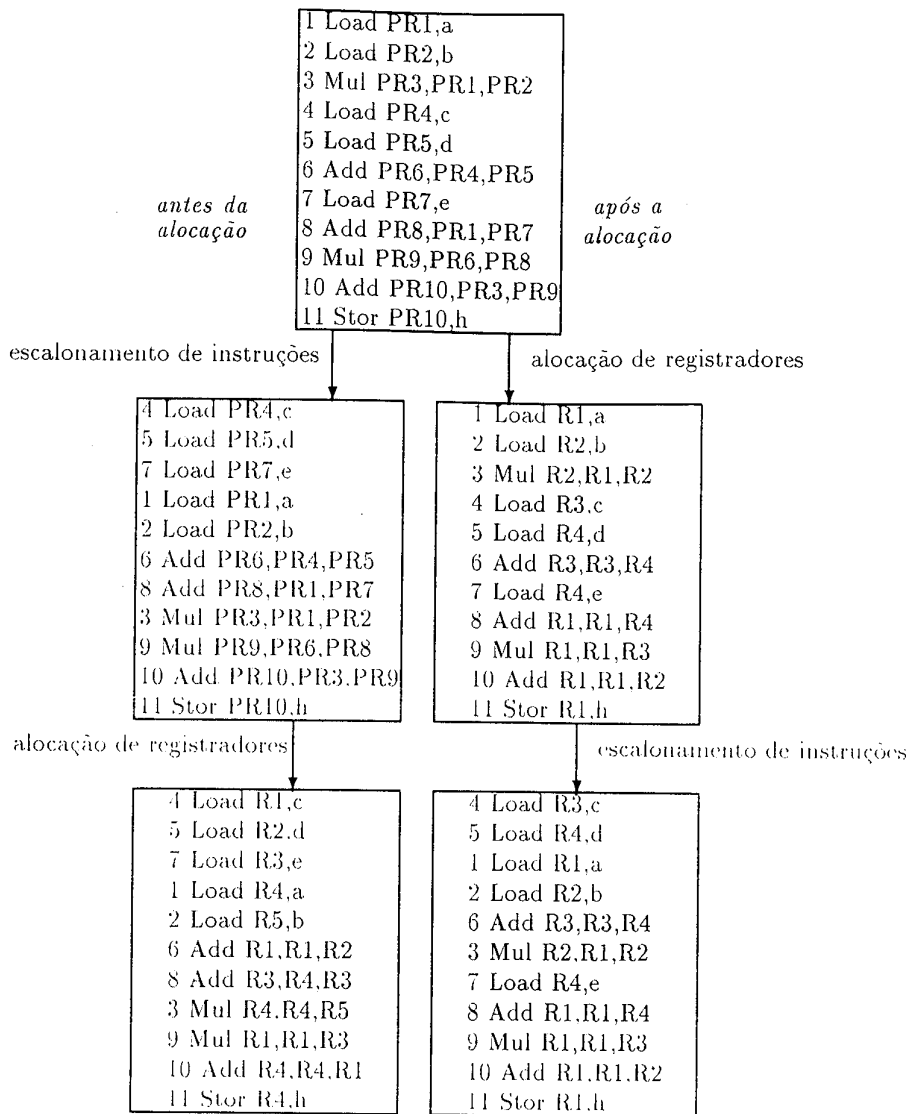 1 Load PR1,a
2 Load PR2,b
3 Mul PR3,PR1,PR2
4 Load PR4,c
5 Load PR5,d
6 Add PR6,PR4,PR5
7 Load PR7,e
8 Add PR8,PR1,PR7
9 Mul PR9,PR6,PR8
10 Add PR10,PR3,PR9
11 Stor PR10,h
antes da
alocação
após a
alocação
escalonamento de instruções
alocação de registradores
4 Load PR4,c
5 Load PR5,d
7 Load PR7,e
1 Load PR1,a
2 Load PR2,b
6 Add PR6,PR4,PR5
8 Add PR8,PR1,PR7
3 Mul PR3,PR1,PR2
9 Mul PR9,PR6,PR8
10 Add PR10,PR3,PR9
11 Stor PR10,h
1 Load R1,a
2 Load R2,b
3 Mul R2,R1,R2
4 Load R3,c
5 Load R4,d
6 Add R3,R3,R4
7 Load R4,e
8 Add R1,R1,R4
9 Mul R1,R1,R3
10 Add R1,R1,R2
11 Stor R1,h
alocação de registradores
escalonamento de instruções
4 Load R1,c
5 Load R2,d
7 Load R3,e
1 Load R4,a
2 Load R5,b
6 Add R1,R1,R2
8 Add R3,R4,R3
3 Mul R4,R4,R5
9 Mul R1,R1,R3
10 Add R4,R4,R1
11 Stor R4,h
4 Load R3,c
5 Load R4,d
1 Load R1,a
2 Load R2,b
6 Add R3,R3,R4
3 Mul R2,R1,R2
7 Load R4,e
8 Add R1,R1,R4
9 Mul R1,R1,R3
10 Add R1,R1,R2
11 Stor R1,h